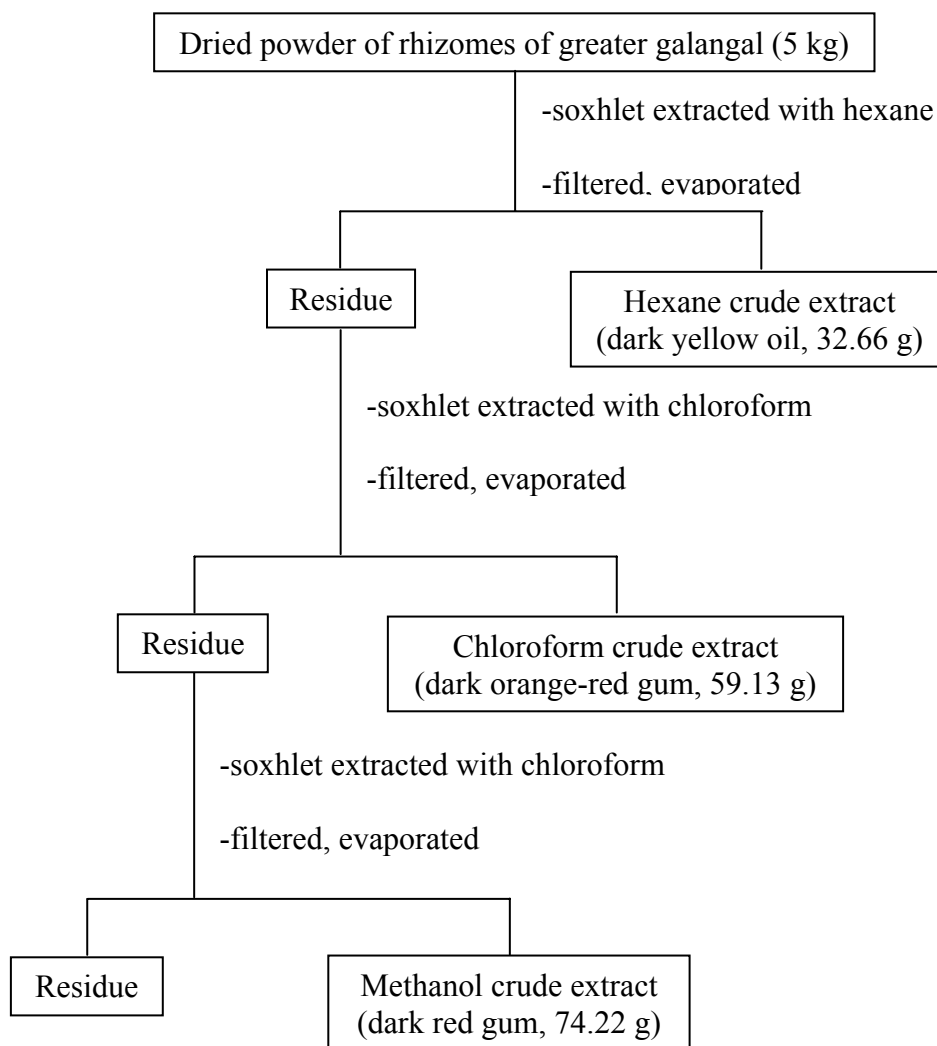 Dried powder of rhizomes of greater galangal (5 kg)
-soxhlet extracted with hexane
-filtered, evaporated
Residue
Hexane crude extract
(dark yellow oil, 32.66 g)
-soxhlet extracted with chloroform
-filtered, evaporated
Residue
Chloroform crude extract
(dark orange-red gum, 59.13 g)
-soxhlet extracted with chloroform
-filtered, evaporated
Residue
Methanol crude extract
(dark red gum, 74.22 g)